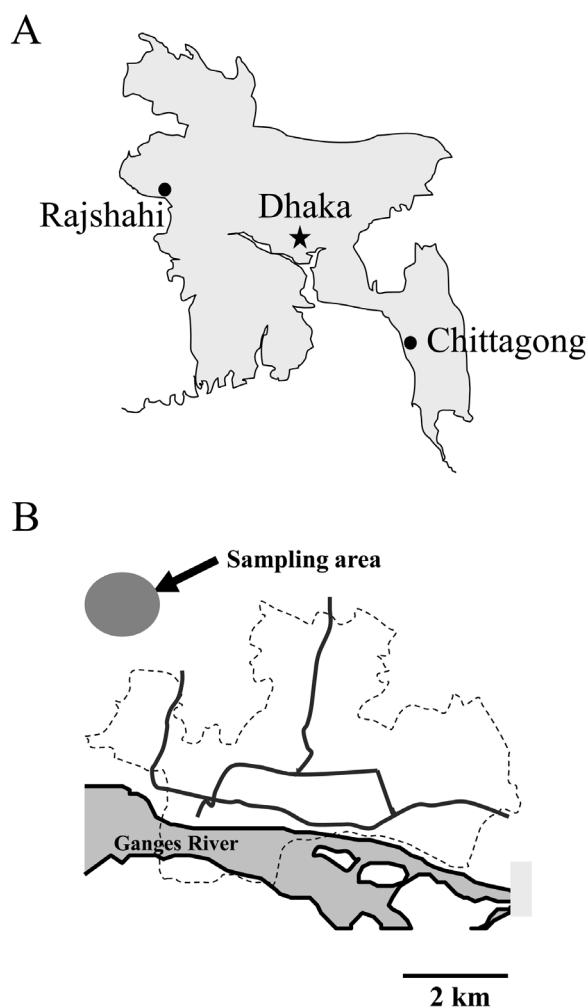 A
Rajshahi
Dhaka
Chittagong
B
Sampling area
Ganges River
2 km